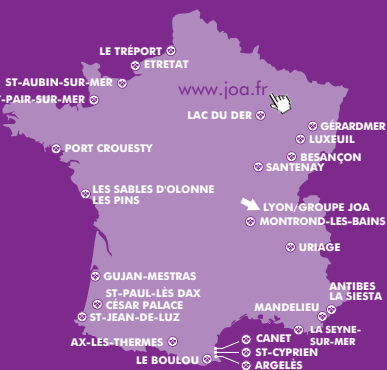 LE TRÉPORT
ETRETAT
ST-AUBIN-SUR-MER
-PAIR-SUR-MER
www.joa.fr
LAC DU DER
GÉRARDMER
LUXEUIL
BESANÇON
SANTENAY
PORT CROUESTY
LES SABLES D'OLONNE
LES PINS
LYON/GROUPE JOA
MONTROND-LES-BAINS
URIAGE
GUJAN-MESTRAS
ST-PAUL-LÈS DAX
CÉSAR PALACE
ST-JEAN-DE-LUZ
ANTIBES
LA SIESTA
MANDELIEU
LA SEYNE-
SUR-MER
AX-LES-THERMES
LE BOULOU
CANET
ST-CYPRIEN
ARGELÈS